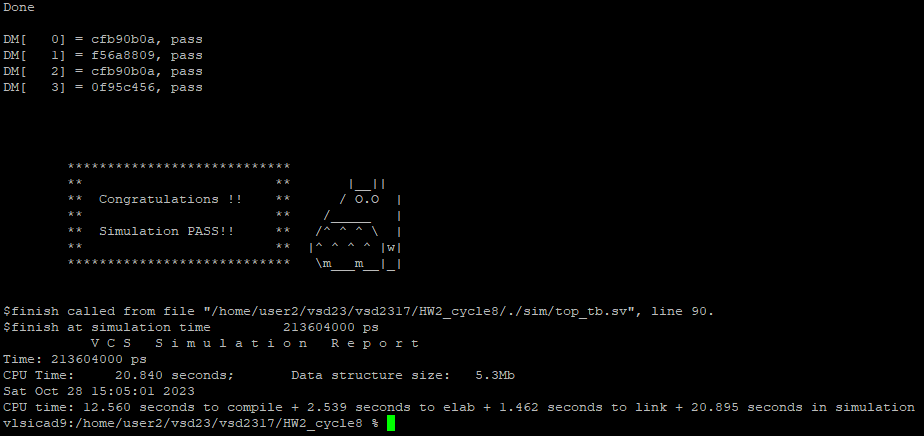 Done
DM[   0] = cfb90b0a, pass
DM[   1] = f56a8809, pass
DM[   2] = cfb90b0a, pass
DM[   3] = 0f95c456, pass
        ****************************
        **                        **       |__||
        **  Congratulations !!    **      / O.O  |
        **                        **    /_____   |
        **  Simulation PASS!!     **   /^ ^ ^ \  |
        **                        **  |^ ^ ^ ^ |w|
        ****************************   \m___m__|_|
$finish called from file "/home/user2/vsd23/vsd2317/HW2_cycle8/./sim/top_tb.sv", line 90.
$finish at simulation time         213604000 ps
           V C S   S i m u l a t i o n   R e p o r t
Time: 213604000 ps
CPU Time:     20.840 seconds;       Data structure size:   5.3Mb
Sat Oct 28 15:05:01 2023
CPU time: 12.560 seconds to compile + 2.539 seconds to elab + 1.462 seconds to link + 20.895 seconds in simulation
vlsicad9:/home/user2/vsd23/vsd2317/HW2_cycle8 %